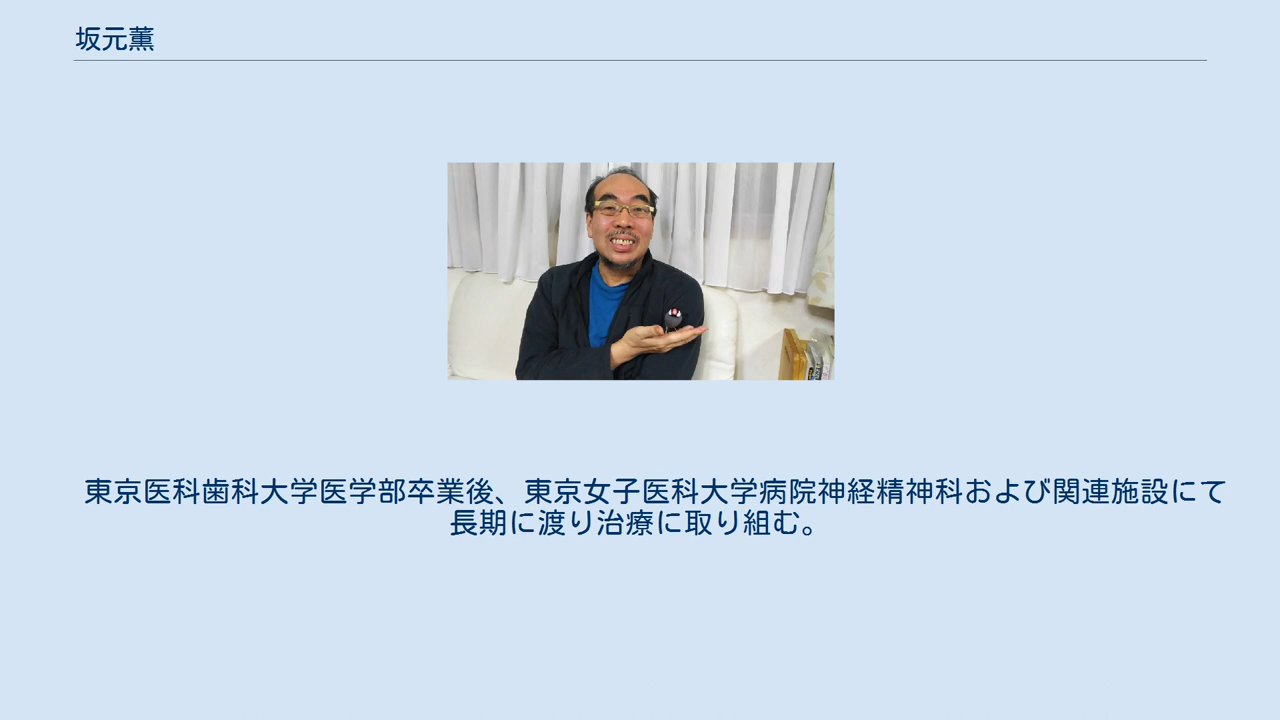 坂元薫
東京医科歯科大学医学部卒業後、東京女子医科大学病院神経精神科および関連施設にて
長期に渡り治療に取り組む。